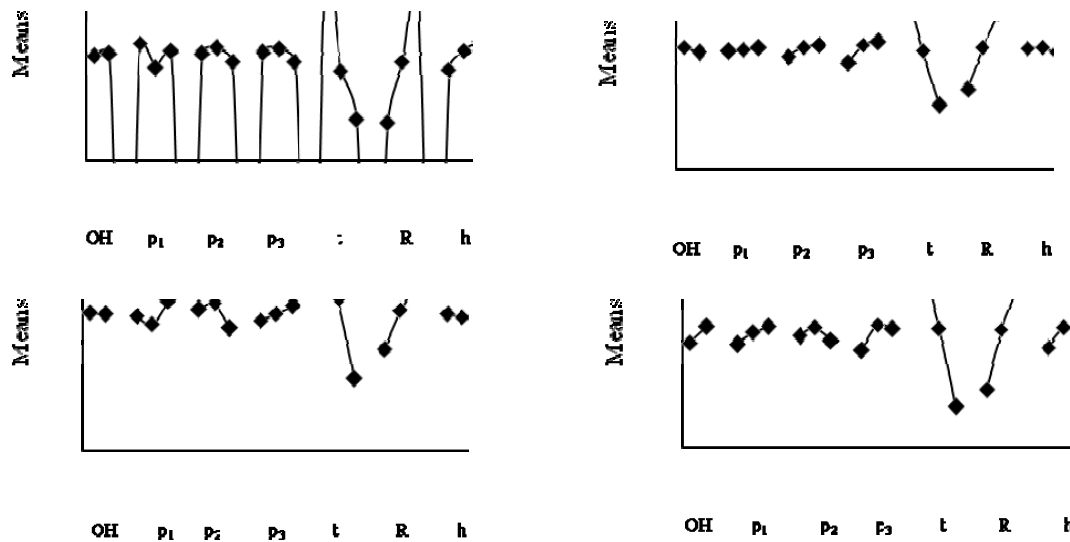 Means
OH p₁ p₂ p₃ R h
Means
OH p₁ p₂ p₃ t R h
Means
OH p₁ p₂ p₃ t R h
Means
OH p₁ p₂ p₃ t R